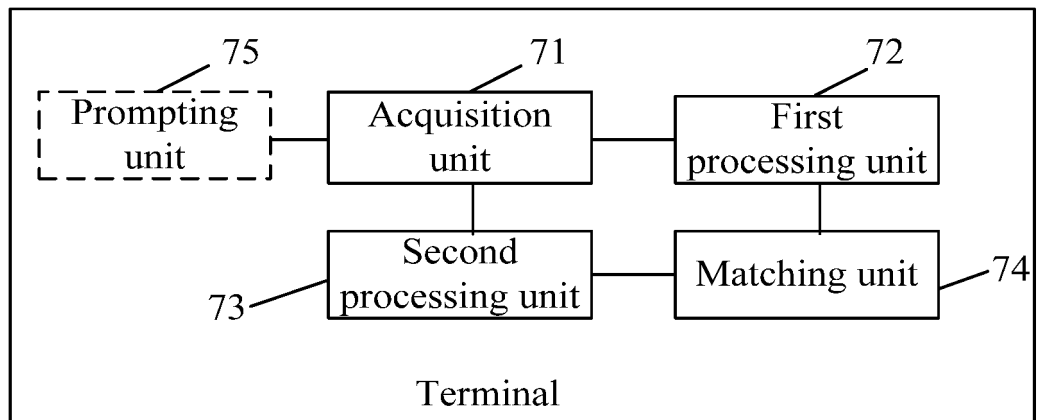 75
71
72
Prompting
unit
Acquisition
unit
First
processing unit
Second
processing unit
Matching unit
73
74
Terminal